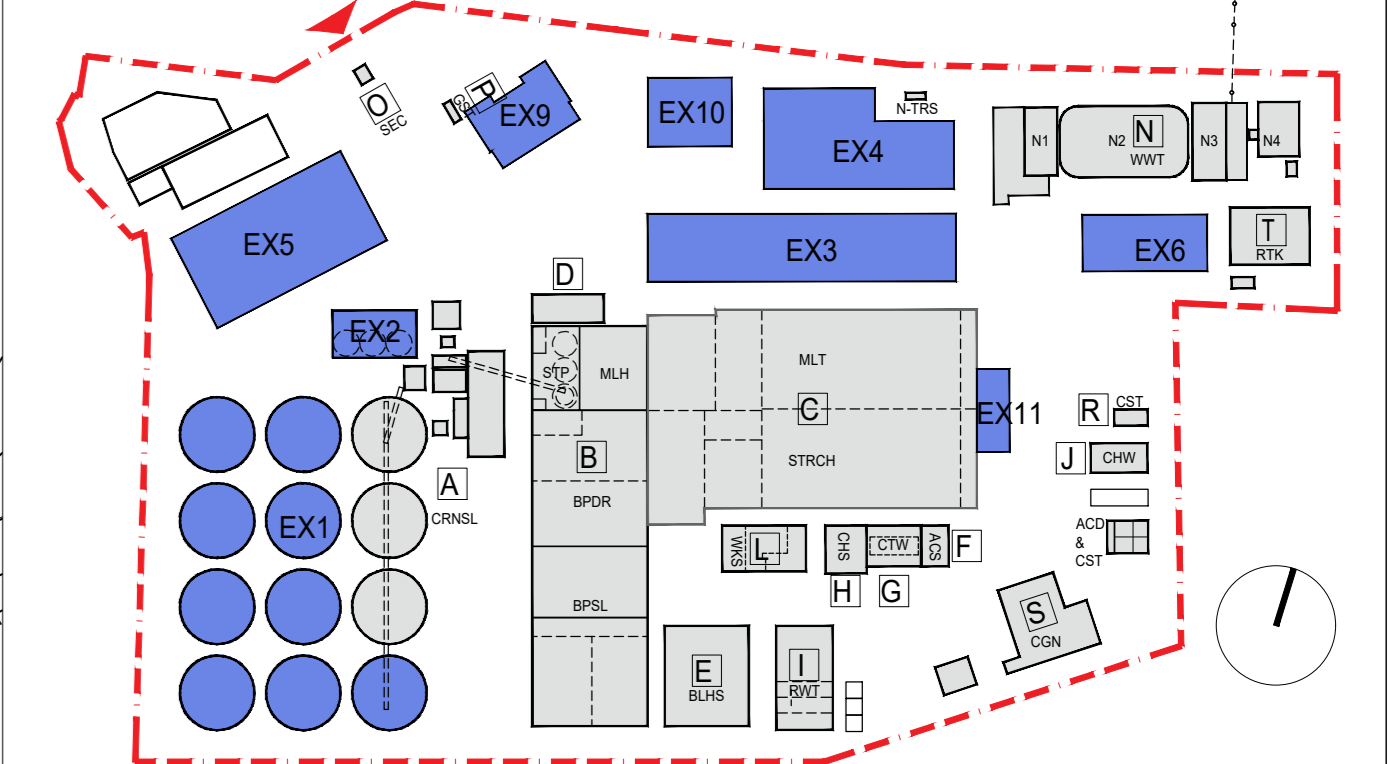 O
SEC
P
GST
EX9
EX10
EX4
N-TRS
N1
N2
N
WWT
N3
N4
EX5
EX3
EX6
T
RTK
D
EX2
STP
MLH
MLT
C
STRCH
EX11
R
CST
J
CHW
A
CRNSL
B
BPDR
EX1
WKS
L
CHS
CTW
ACS
F
ACD
&
CST
H
G
BPSL
S
CGN
E
BLHS
I
RWT